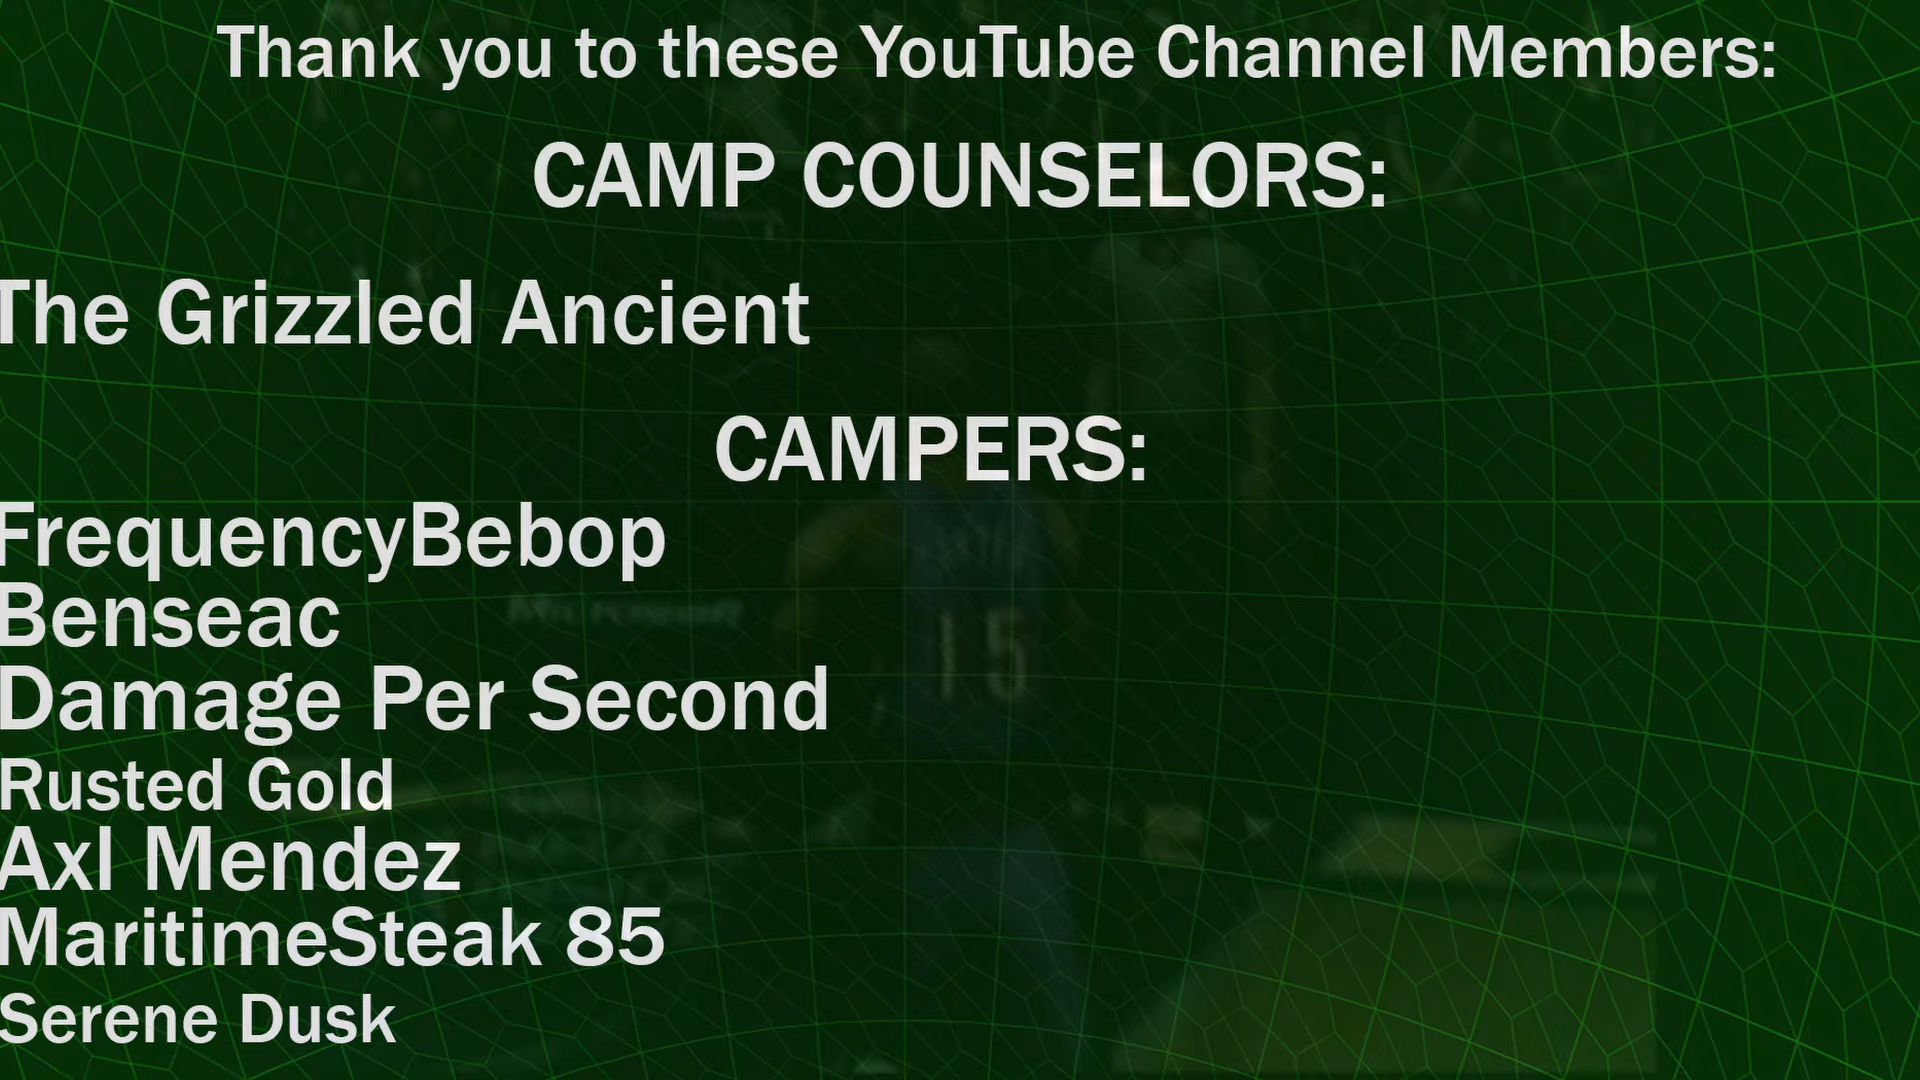 Thank you to these YouTube Channel Members:
CAMP COUNSELORS:
The Grizzled Ancient
CAMPERS:
FrequencyBebop
Benseac
Damage Per Second
15
Rusted Gold
Axl Mendez
MaritimeSteak 85
Serene Dusk